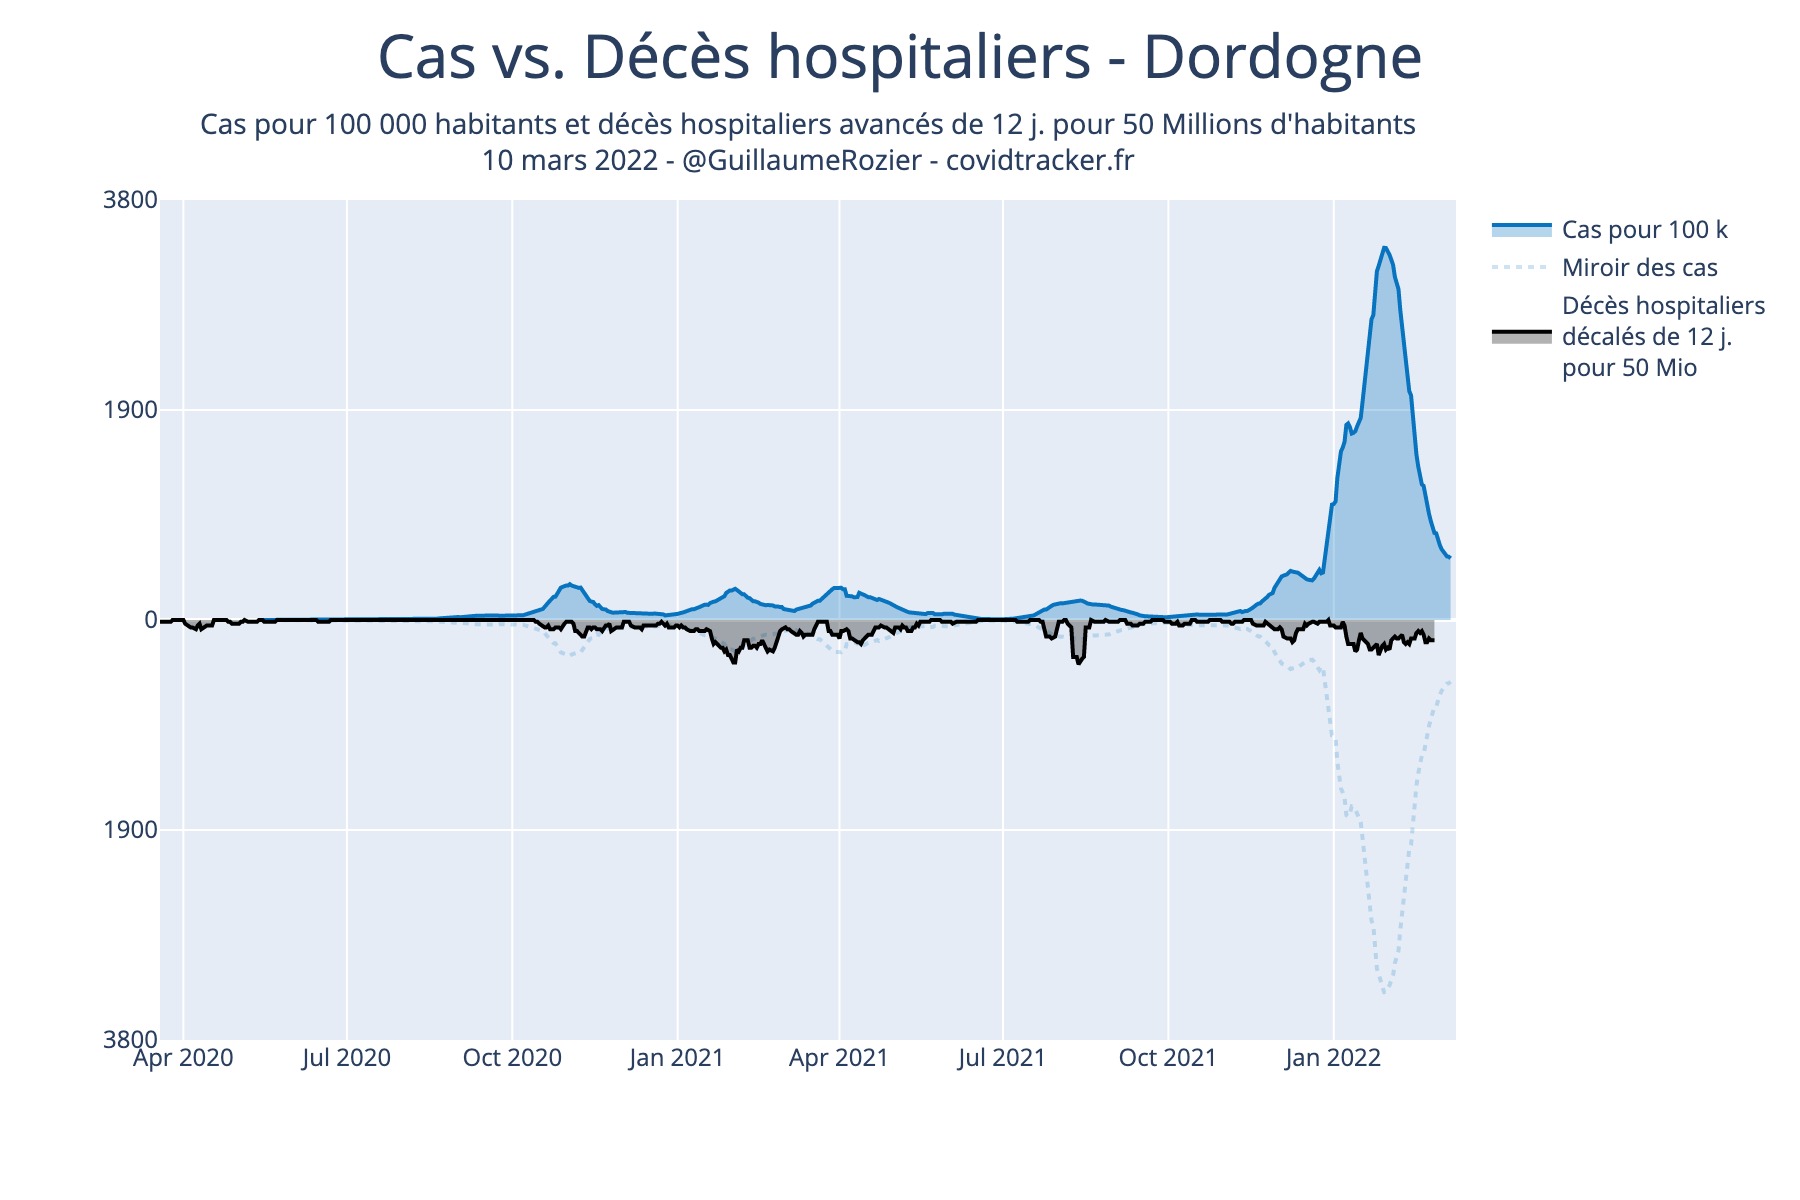 Cas vs. Décès hospitaliers - Dordogne
Cas pour 100 000 habitants et décès hospitaliers avancés de 12 j. pour 50 Millions d'habitants
10 mars 2022 - @GuillaumeRozier - covidtracker.fr
3800
1900
0
1900
3800
Apr 2020
Jul 2020
Oct 2020
Jan 2021
Apr 2021
Jul 2021
Oct 2021
Jan 2022
Cas pour 100 k
Miroir des cas
Décès hospitaliers
décalés de 12 j.
pour 50 Mio